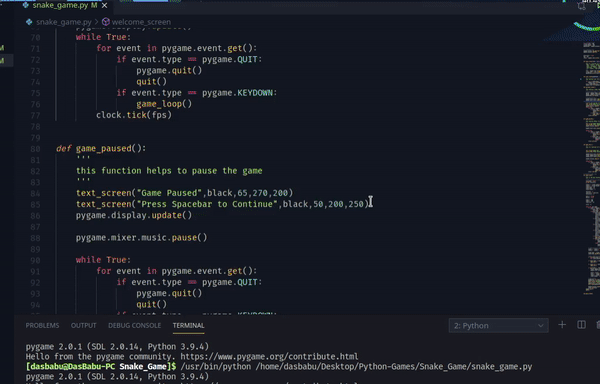 snake_game.py M
snake_game.py > welcome_screen
71 while True:
72 for event in pygame.event.get():
73 if event.type == pygame.QUIT:
74 pygame.quit()
75 quit()
76 if event.type == pygame.KEYDOWN:
77 game_loop()
78 clock.tick(fps)
79
80 def game_paused():
81 '''
82 this function helps to pause the game
83 '''
84 text_screen("Game Paused",black,65,270,200)
85 text_screen("Press Spacebar to Continue",black,50,200,250)
86 pygame.display.update()
87
88 pygame.mixer.music.pause()
89
90 while True:
91 for event in pygame.event.get():
92 if event.type == pygame.QUIT:
93 pygame.quit()
94 quit()
PROBLEMS OUTPUT DEBUG CONSOLE TERMINAL 2: Python
pygame 2.0.1 (SDL 2.0.14, Python 3.9.4)
Hello from the pygame community. https://www.pygame.org/contribute.html
[dasbabu@DasBabu-PC Snake_Game]$ /usr/bin/python /home/dasbabu/Desktop/Python-Games/Snake_Game/snake_game.py
pygame 2.0.1 (SDL 2.0.14, Python 3.9.4)